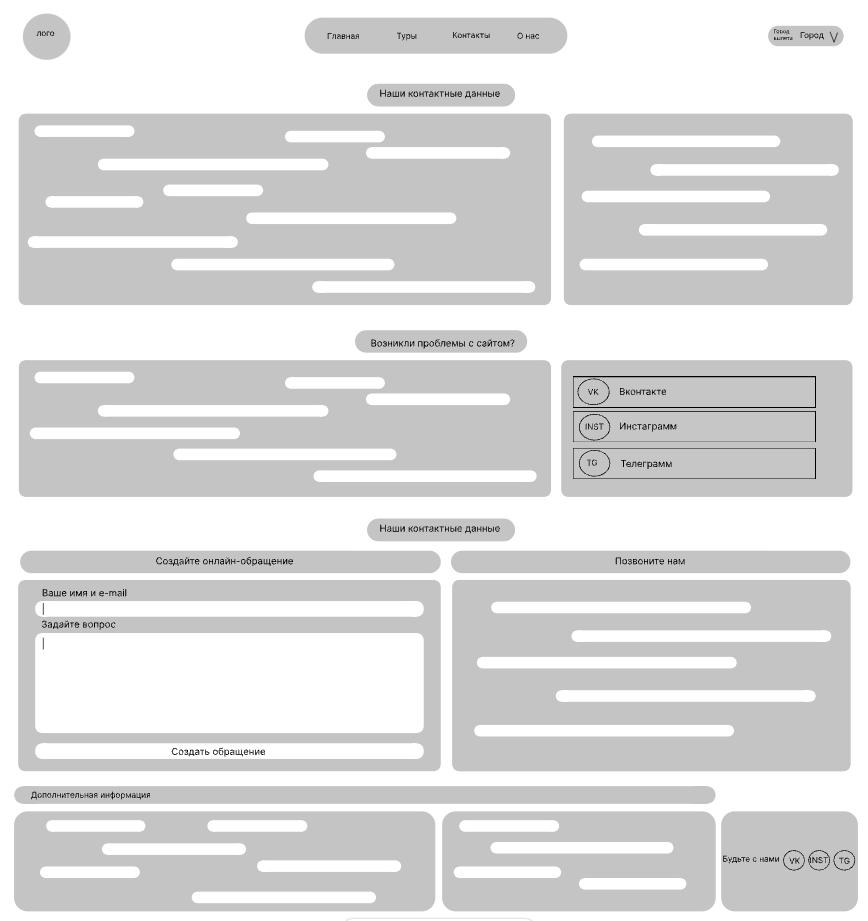 лого
Главная Туры Контакты О нас
Город
вылета
Город
Наши контактные данные
Возникли проблемы с сайтом?
VK Вконтакте
INST Инстаграмм
TG Телеграмм
Наши контактные данные
Создайте онлайн-обращение
Позвоните нам
Ваше имя и e-mail
Задайте вопрос
Создать обращение
Дополнительная информация
Будьте с нами VK INST TG